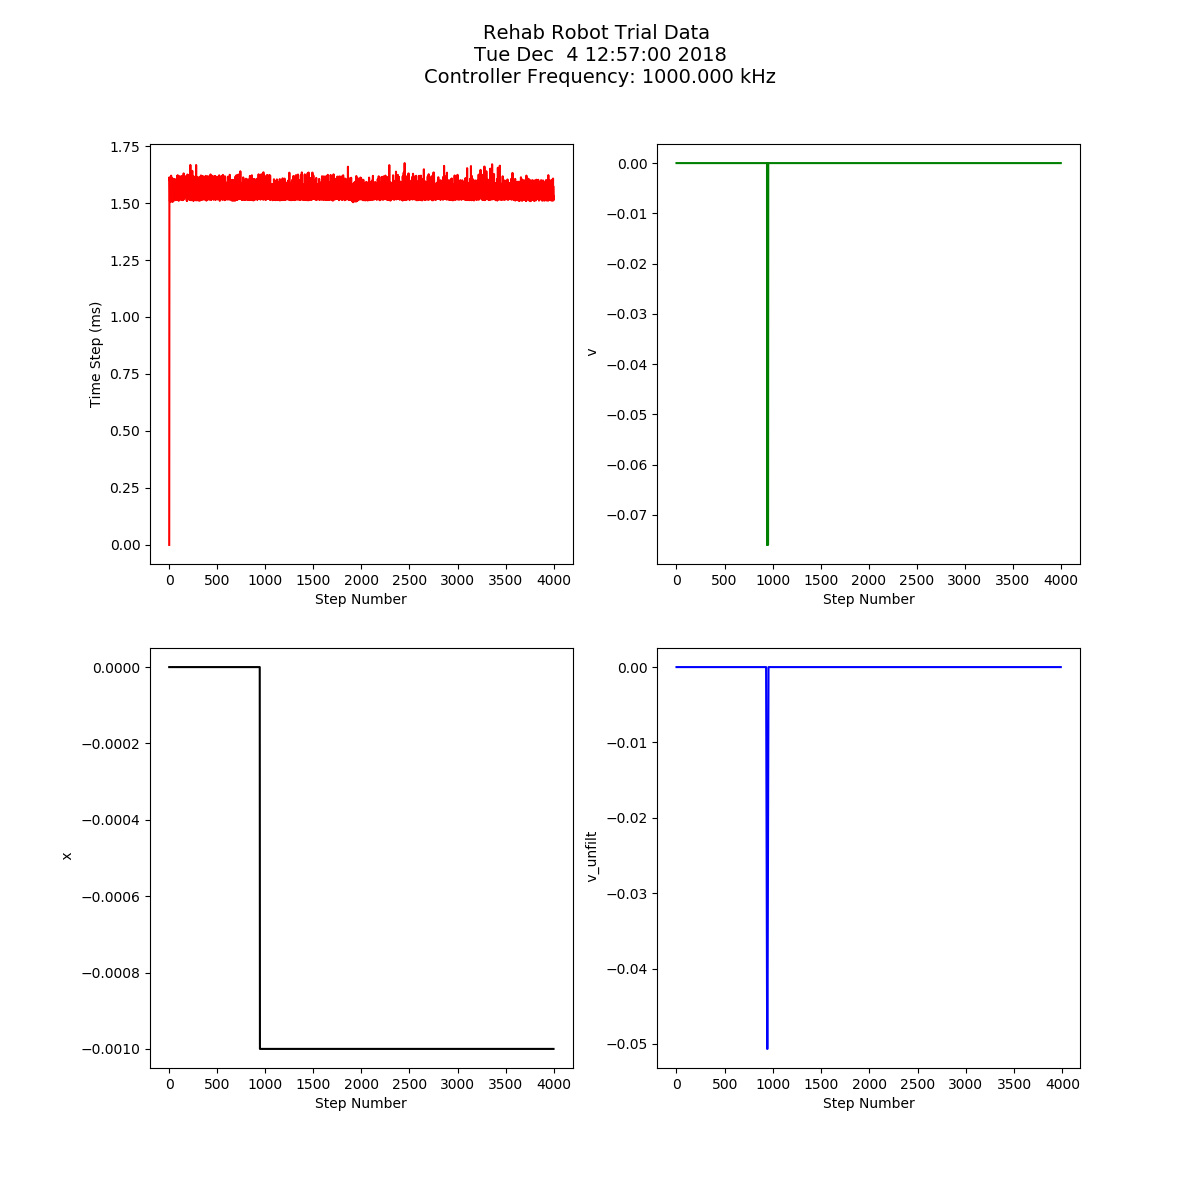 Rehab Robot Trial Data
Tue Dec  4 12:57:00 2018
Controller Frequency: 1000.000 kHz
1.75
1.50
1.25
1.00
0.75
0.50
0.25
0.00
Time Step (ms)
0 500 1000 1500 2000 2500 3000 3500 4000
Step Number
0.00
−0.01
−0.02
−0.03
−0.04
−0.05
−0.06
−0.07
v
0 500 1000 1500 2000 2500 3000 3500 4000
Step Number
0.0000
−0.0002
−0.0004
−0.0006
−0.0008
−0.0010
x
0 500 1000 1500 2000 2500 3000 3500 4000
Step Number
0.00
−0.01
−0.02
−0.03
−0.04
−0.05
v_unfilt
0 500 1000 1500 2000 2500 3000 3500 4000
Step Number